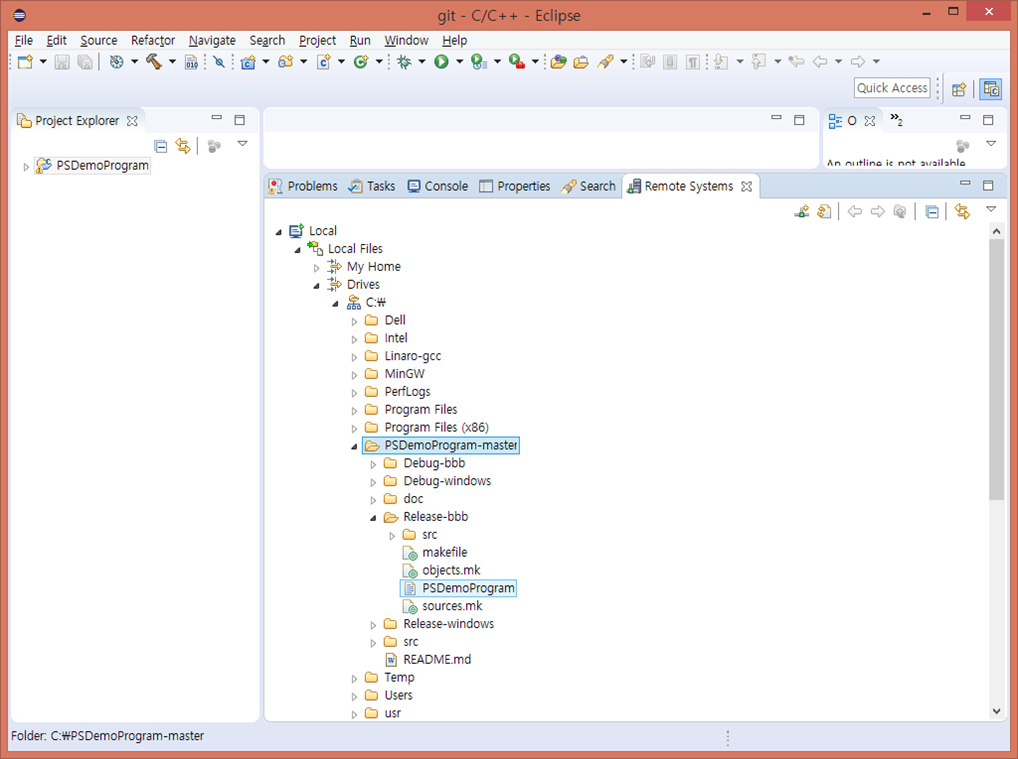 git - C/C++ - Eclipse
File Edit Source Refactor Navigate Search Project Run Window Help
010
Quick Access
Project Explorer
O
»2
PSDemoProgram
An outline is not available.
Problems Tasks Console Properties Search Remote Systems
Local
Local Files
My Home
Drives
C:₩
Dell
Intel
Linaro-gcc
MinGW
PerfLogs
Program Files
Program Files (x86)
PSDemoProgram-master
Debug-bbb
Debug-windows
doc
Release-bbb
src
makefile
objects.mk
PSDemoProgram
sources.mk
Release-windows
src
README.md
Temp
Users
usr
Folder: C:₩PSDemoProgram-master